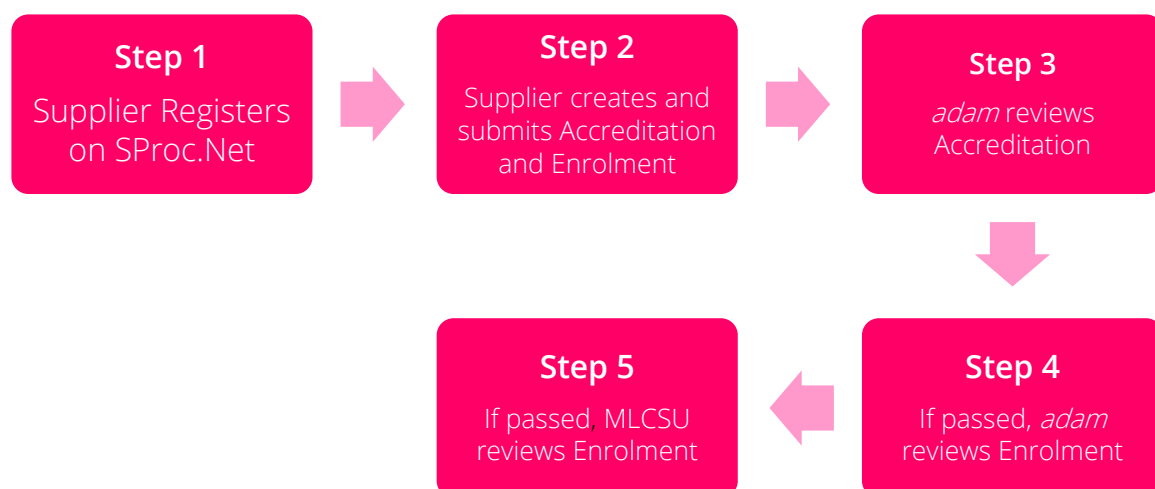 Step 1
Supplier Registers
on SProc.Net
Step 2
Supplier creates and
submits Accreditation
and Enrolment
Step 3
adam reviews
Accreditation
Step 4
If passed, adam
reviews Enrolment
Step 5
If passed, MLCSU
reviews Enrolment